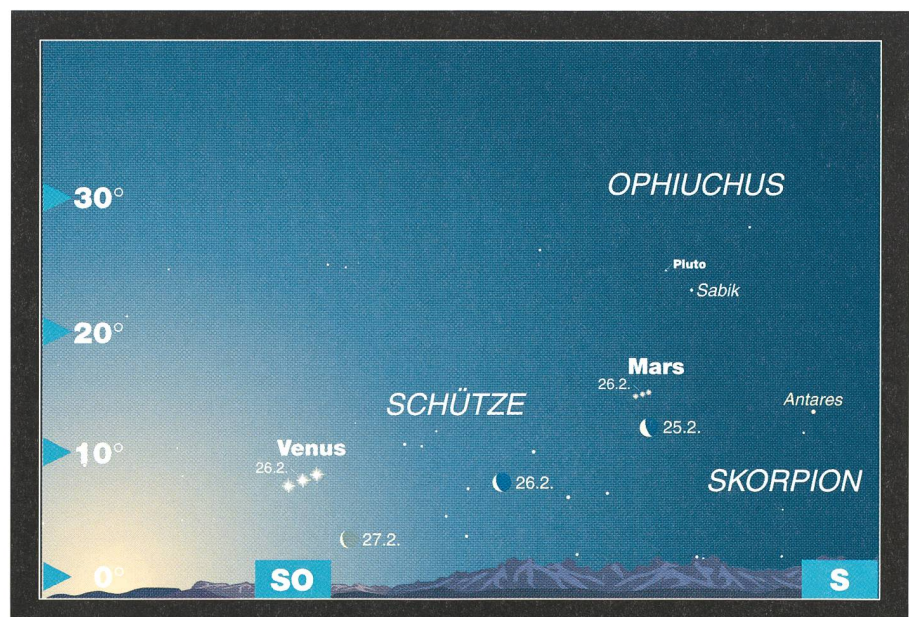 OPHIUCHUS
30°
Pluto
Sabik
20°
Mars
26.2.
SCHÜTZE
Antares
25.2.
Venus
10°
26.2.
26.2.
SKORPION
27.2.
0°
SO
S